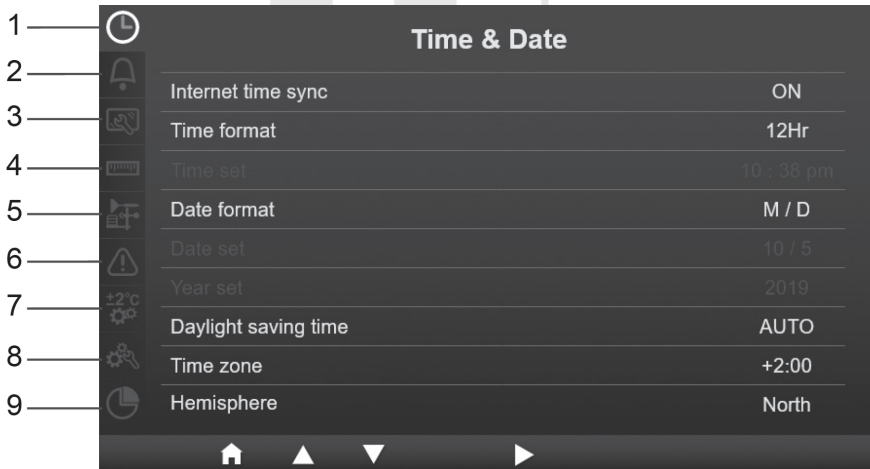 Time & Date
1
2
3
4
5
6
7
8
9
±2°C
Internet time sync ON
Time format 12Hr
Time set 10 : 38 pm
Date format M / D
Date set 10 / 5
Year set 2019
Daylight saving time AUTO
Time zone +2:00
Hemisphere North